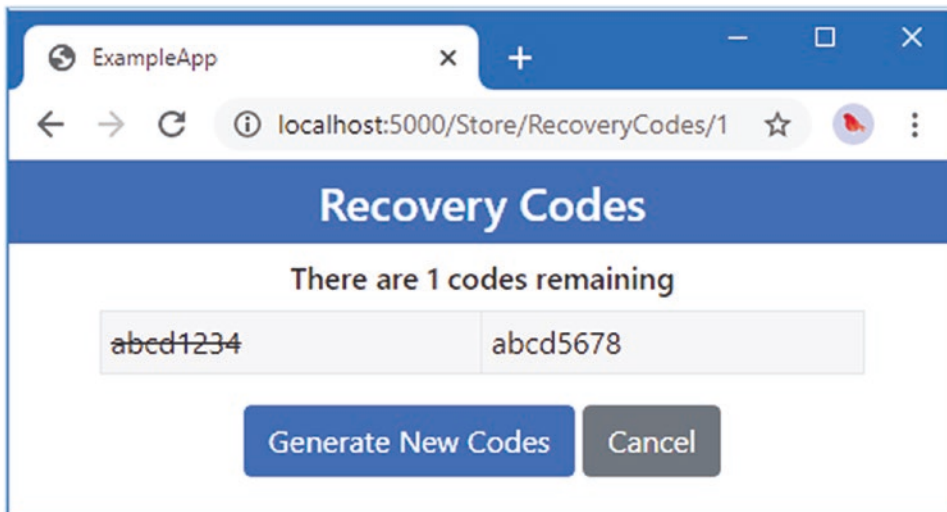 ExampleApp
localhost:5000/Store/RecoveryCodes/1
Recovery Codes
There are 1 codes remaining
abcd1234 abcd5678
Generate New Codes Cancel